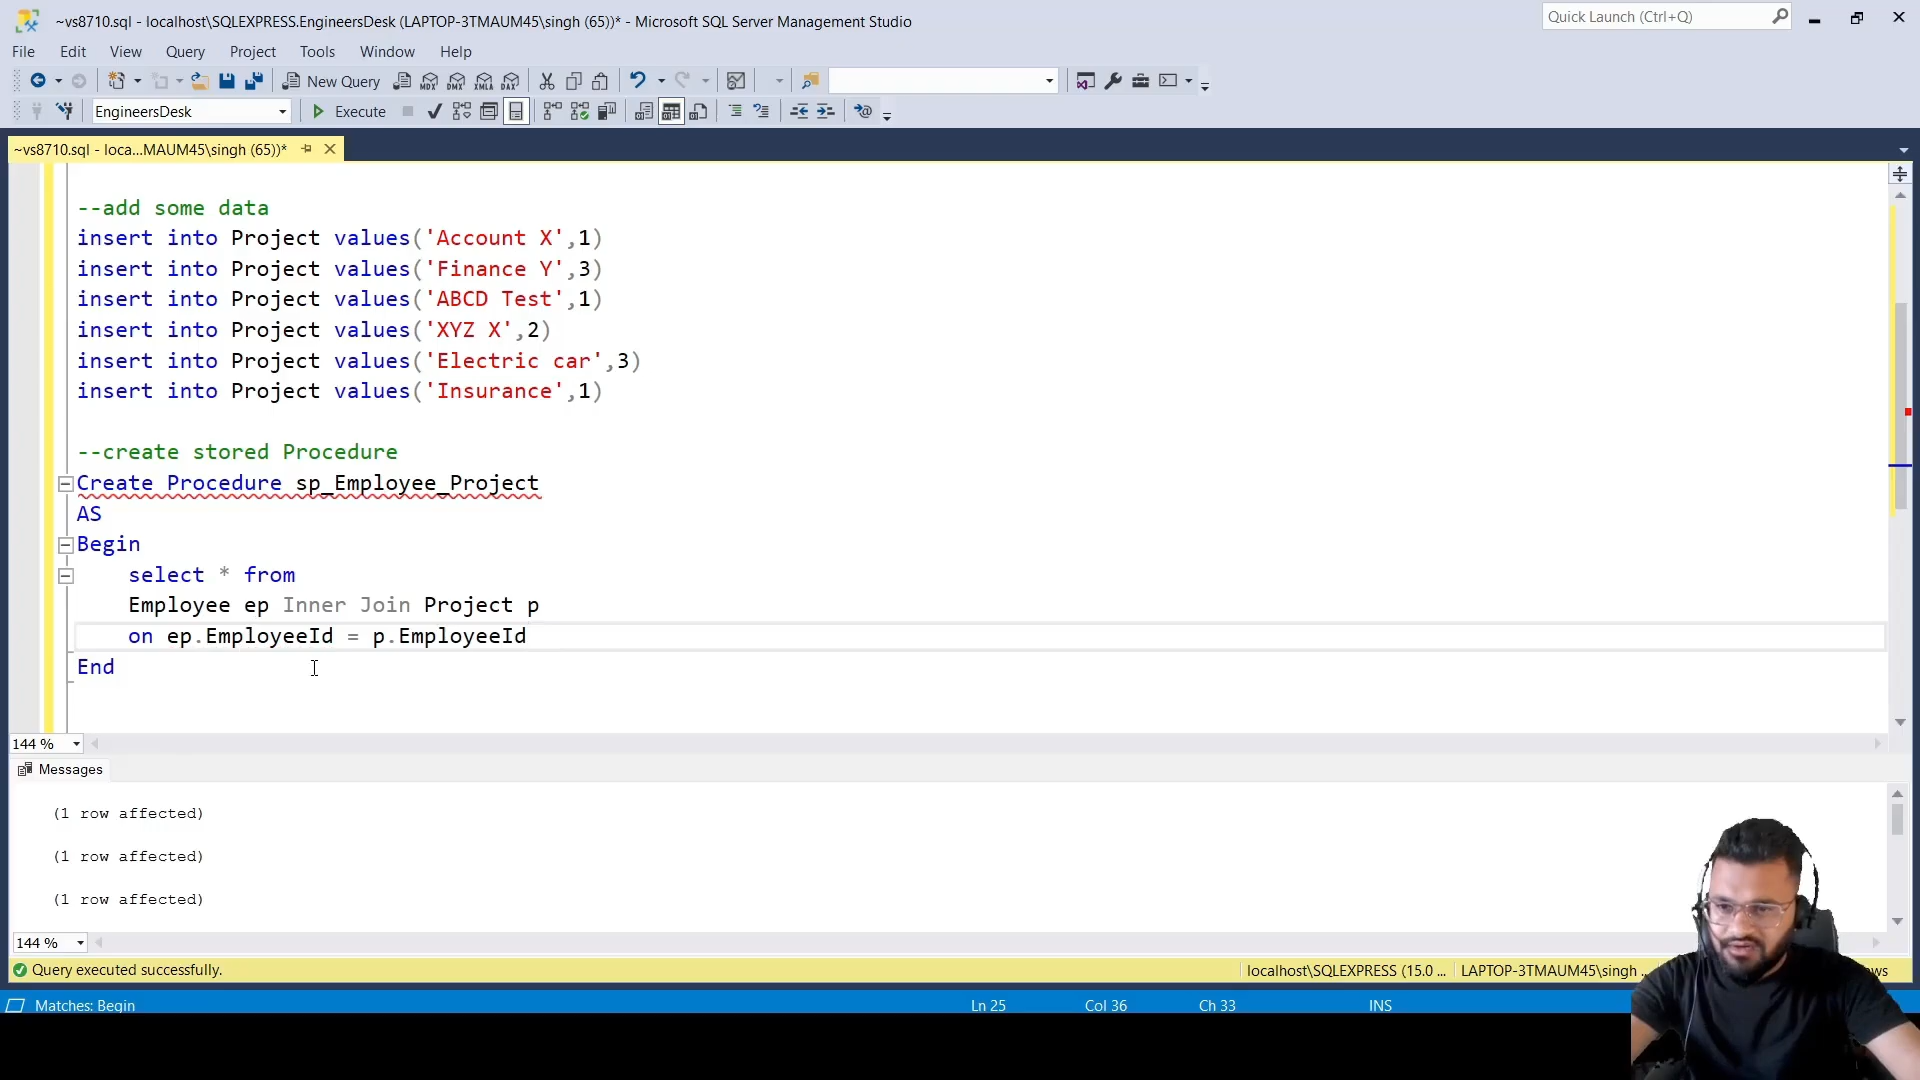 ~vs8710.sql - localhost\SQLEXPRESS.EngineersDesk (LAPTOP-3TMAUM45\singh (65))* - Microsoft SQL Server Management Studio
Quick Launch (Ctrl+Q)
File Edit View Query Project Tools Window Help
New Query
MDX DMX XMLA DAX
EngineersDesk
Execute
~vs8710.sql - loca...MAUM45\singh (65))*
--add some data
insert into Project values('Account X',1)
insert into Project values('Finance Y',3)
insert into Project values('ABCD Test',1)
insert into Project values('XYZ X',2)
insert into Project values('Electric car',3)
insert into Project values('Insurance',1)
--create stored Procedure
Create Procedure sp_Employee_Project
AS
Begin
select * from
Employee ep Inner Join Project p
on ep.EmployeeId = p.EmployeeId
End
144 %
Messages
(1 row affected)
(1 row affected)
(1 row affected)
144 %
Query executed successfully.
localhost\SQLEXPRESS (15.0 ...
LAPTOP-3TMAUM45\singh ...
Matches: Begin
Ln 25
Col 36
Ch 33
INS